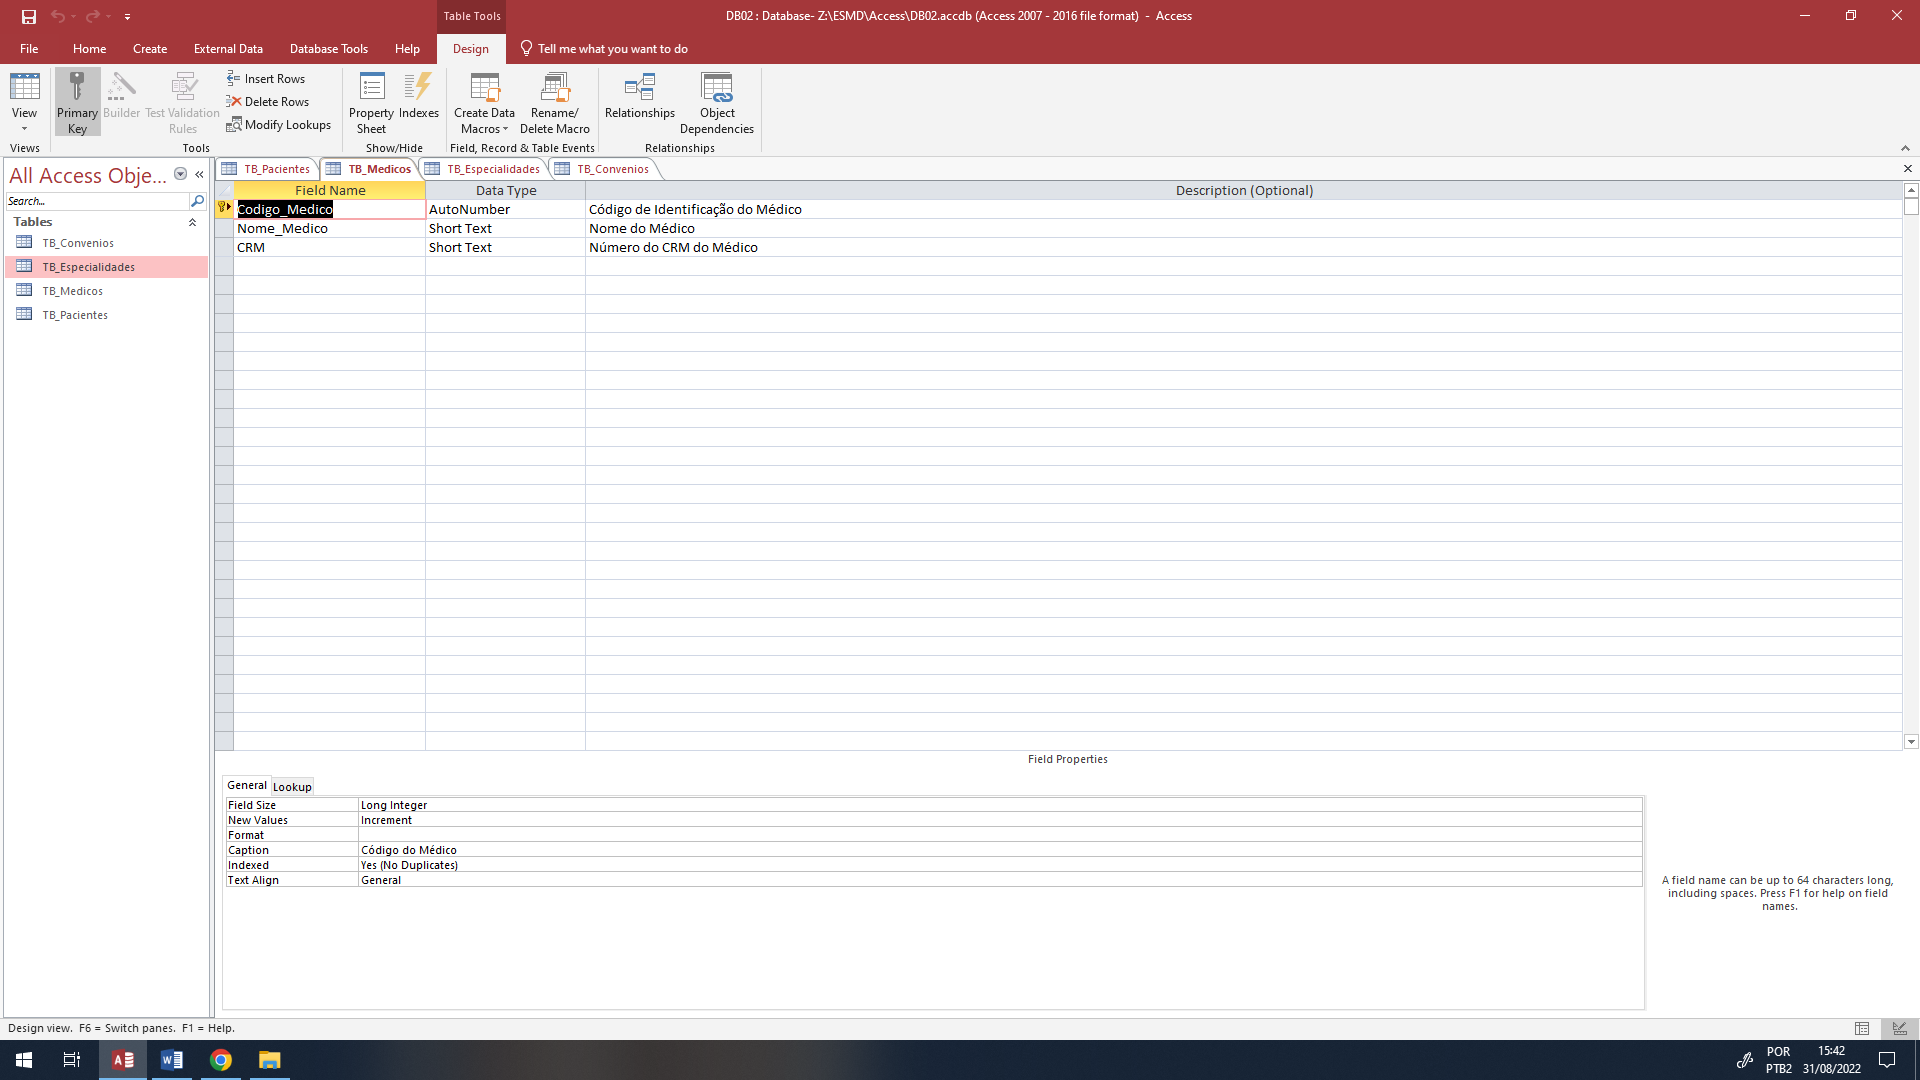 Table Tools
DB02 : Database- Z:\ESMD\Access\DB02.accdb (Access 2007 - 2016 file format) - Access
File Home Create External Data Database Tools Help Design Tell me what you want to do
View
Primary Key
Builder
Test Validation Rules
Insert Rows
Delete Rows
Modify Lookups
Property Sheet
Indexes
Create Data Macros
Rename/ Delete Macro
Relationships
Object Dependencies
Views Tools Show/Hide Field, Record & Table Events Relationships
All Access Obje...
Search...
Tables
TB_Convenios
TB_Especialidades
TB_Medicos
TB_Pacientes
TB_Pacientes TB_Medicos TB_Especialidades TB_Convenios
Field Name Data Type Description (Optional)
Codigo_Medico AutoNumber Código de Identificação do Médico
Nome_Medico Short Text Nome do Médico
CRM Short Text Número do CRM do Médico
Field Properties
General Lookup
Field Size Long Integer
New Values Increment
Format
Caption Código do Médico
Indexed Yes (No Duplicates)
Text Align General
A field name can be up to 64 characters long,
including spaces. Press F1 for help on field
names.
Design view. F6 = Switch panes. F1 = Help.
POR 15:42
PTB2 31/08/2022